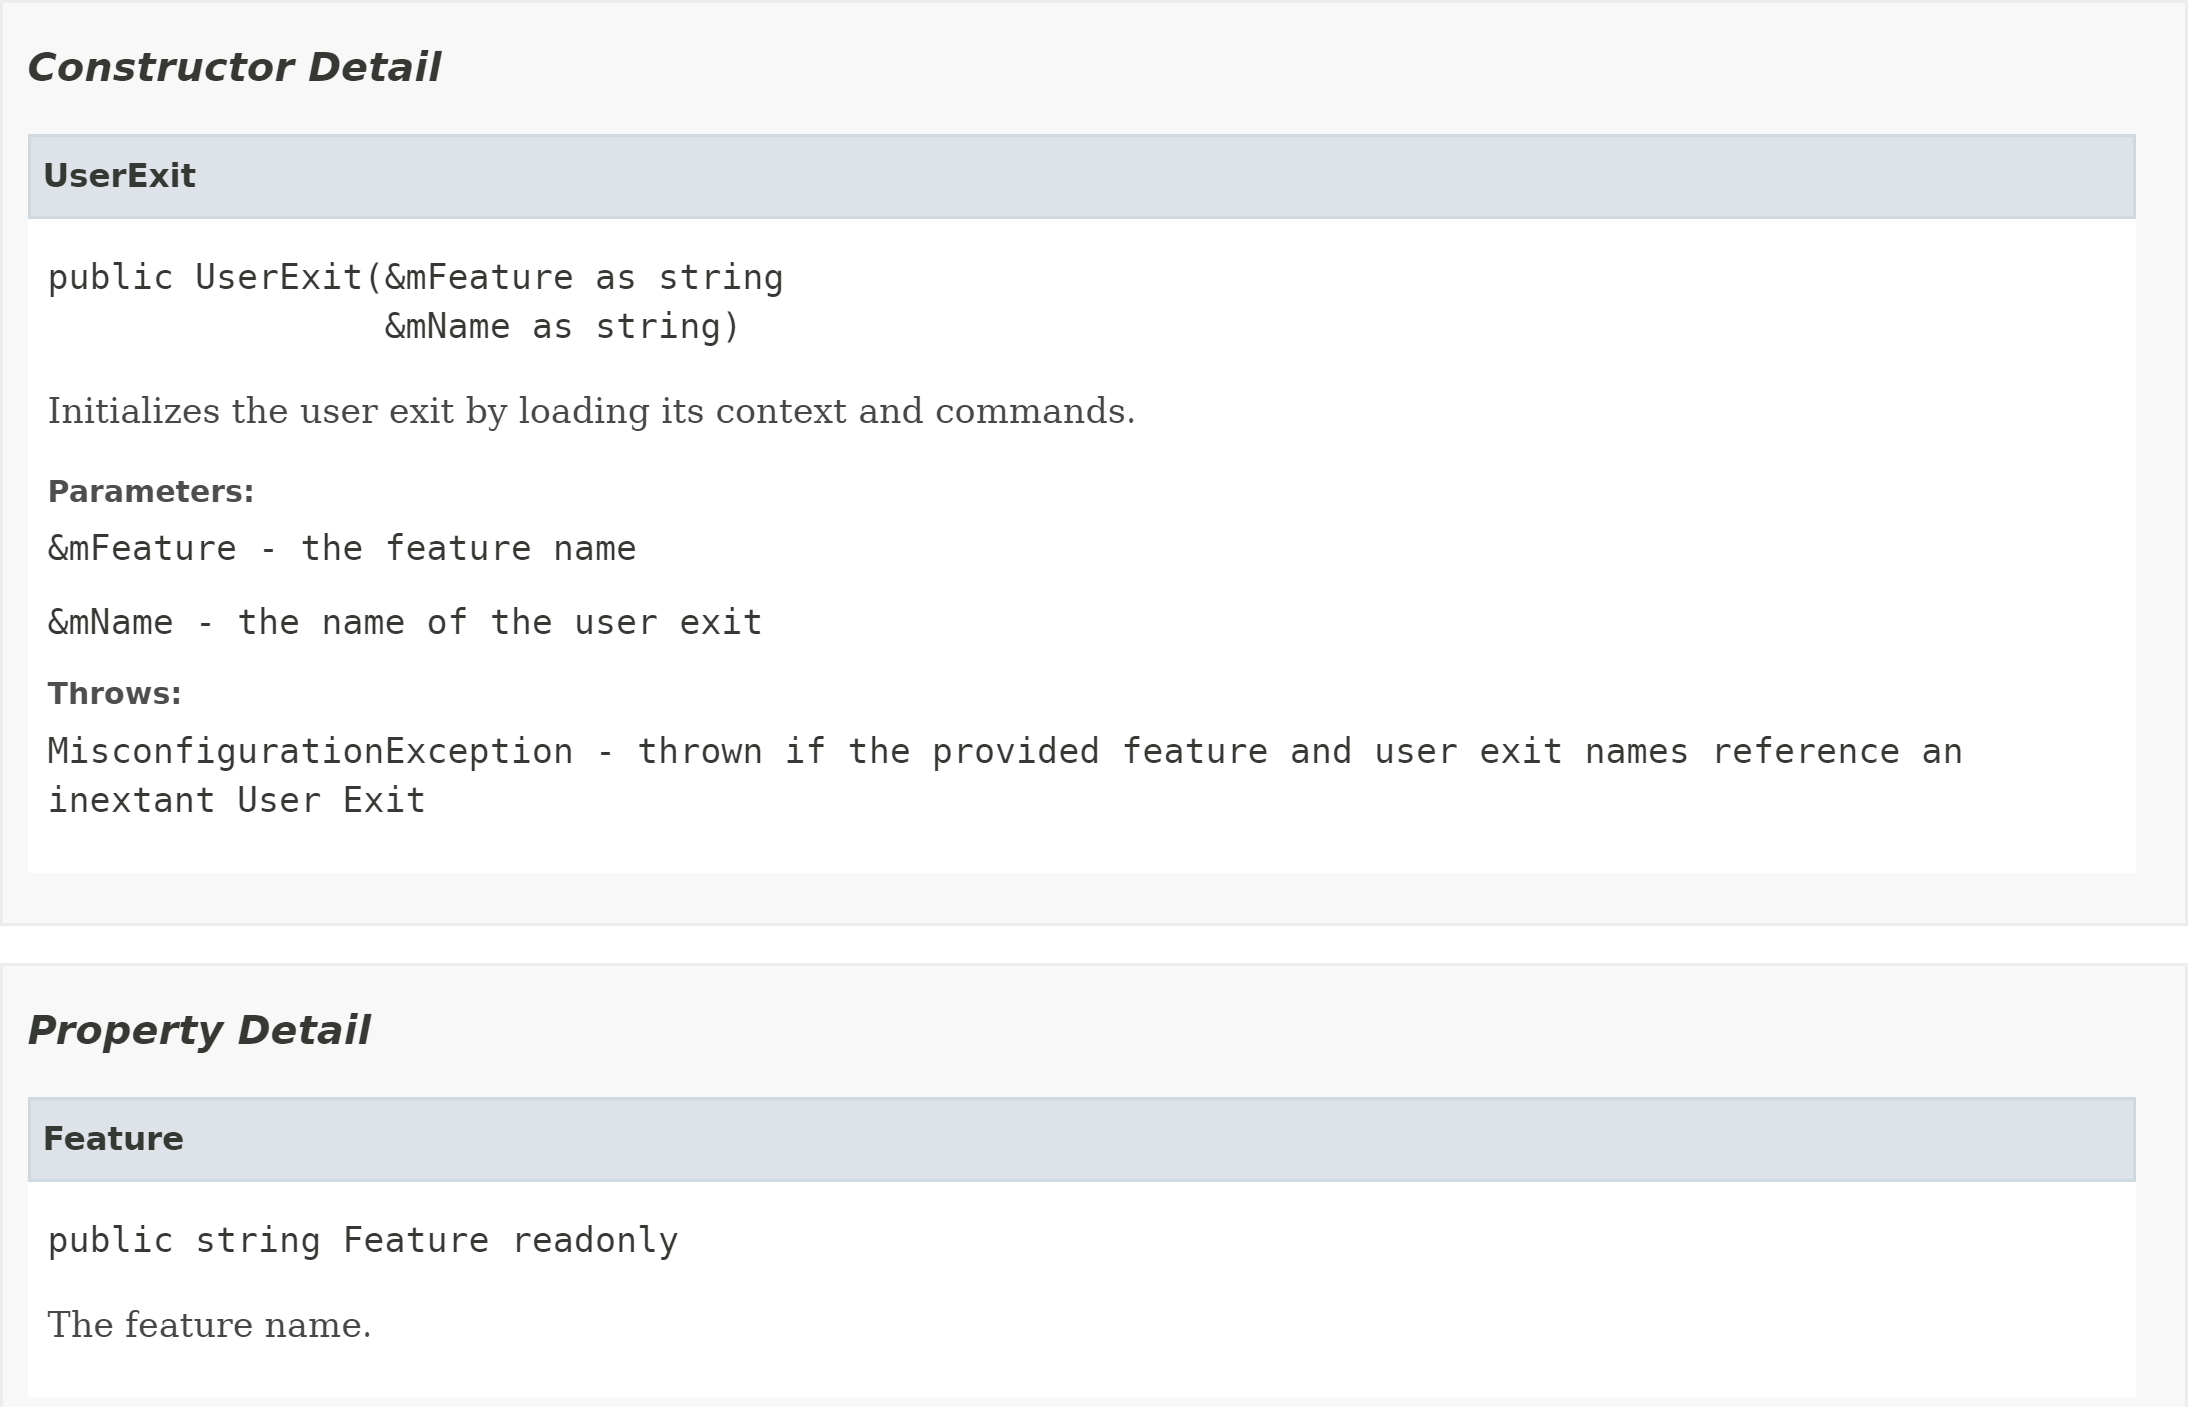 Constructor Detail
UserExit
public UserExit(&mFeature as string
&mName as string)
Initializes the user exit by loading its context and commands.
Parameters:
&mFeature - the feature name
&mName - the name of the user exit
Throws:
MisconfigurationException - thrown if the provided feature and user exit names reference an
inextant User Exit
Property Detail
Feature
public string Feature readonly
The feature name.